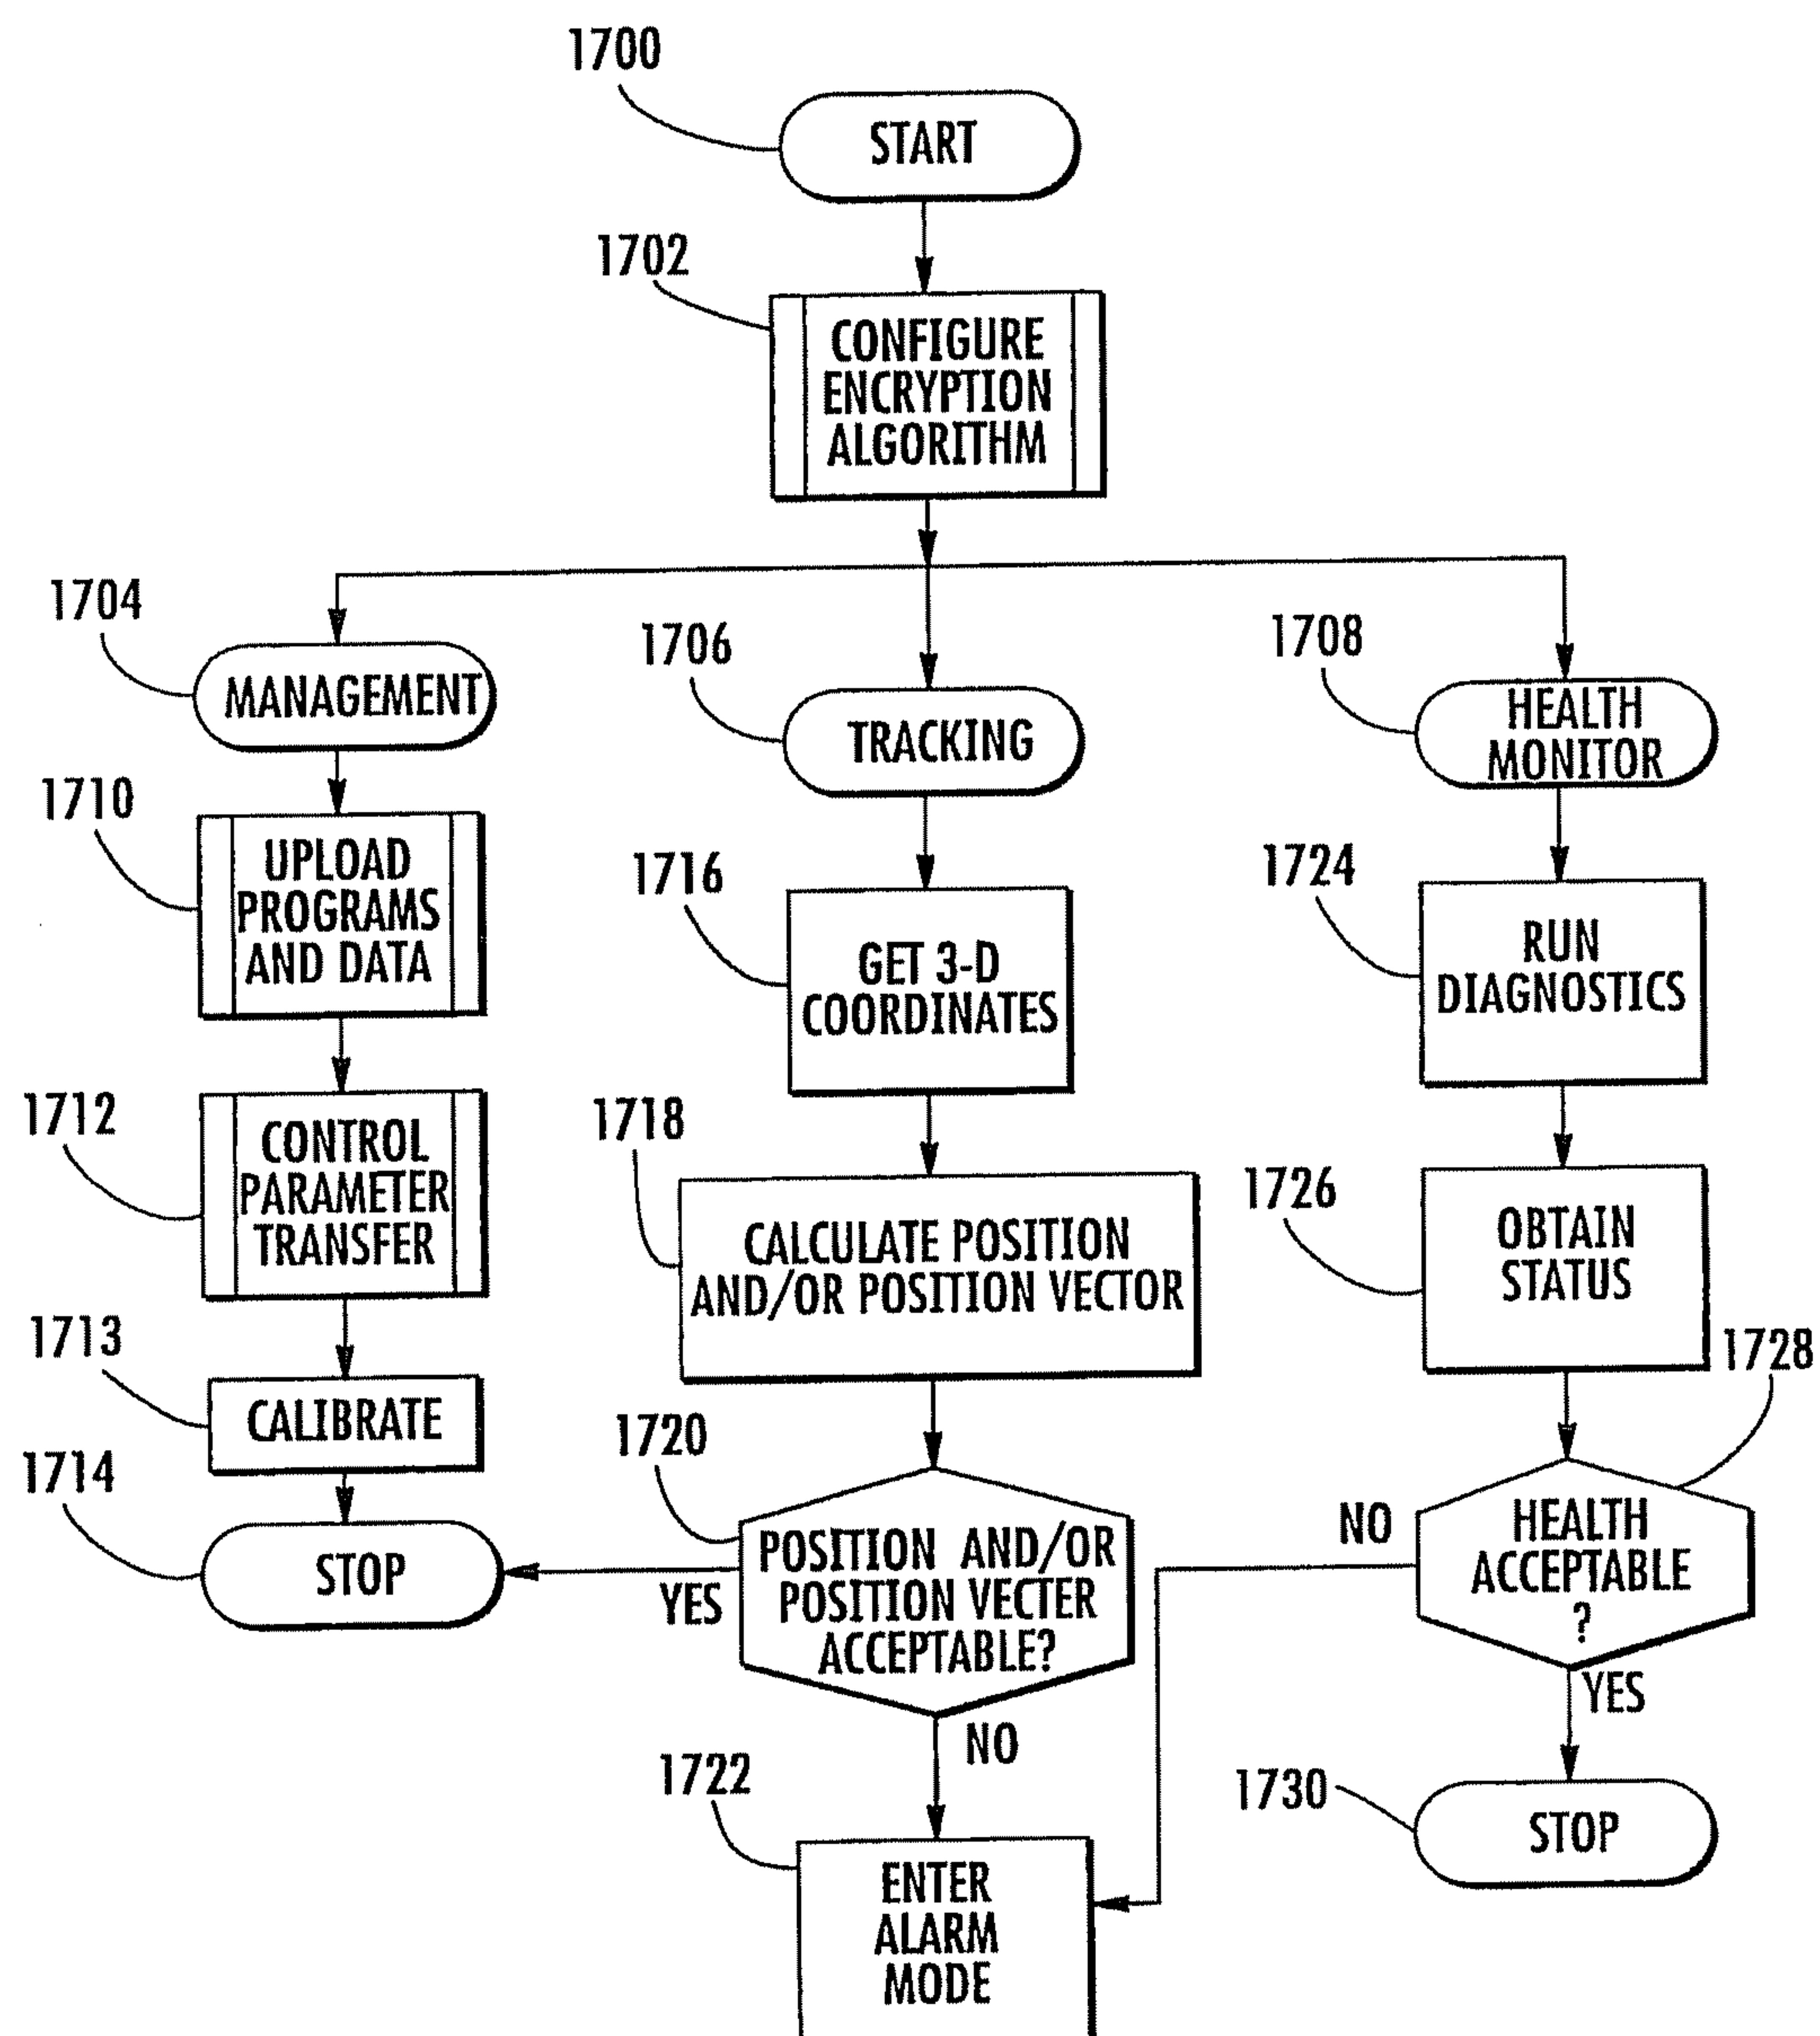 1700
START
1702
CONFIGURE
ENCRYPTION
ALGORITHM
1704
MANAGEMENT
1706
TRACKING
1708
HEALTH
MONITOR
1710
UPLOAD
PROGRAMS
AND DATA
1716
GET 3-D
COORDINATES
1724
RUN
DIAGNOSTICS
1712
CONTROL
PARAMETER
TRANSFER
1718
CALCULATE POSITION
AND/OR POSITION VECTOR
1726
OBTAIN
STATUS
1713
CALIBRATE
1728
1714
STOP
1720
POSITION AND/OR
POSITION VECTER
ACCEPTABLE?
YES
NO
NO
HEALTH
ACCEPTABLE
?
YES
1722
ENTER
ALARM
MODE
1730
STOP